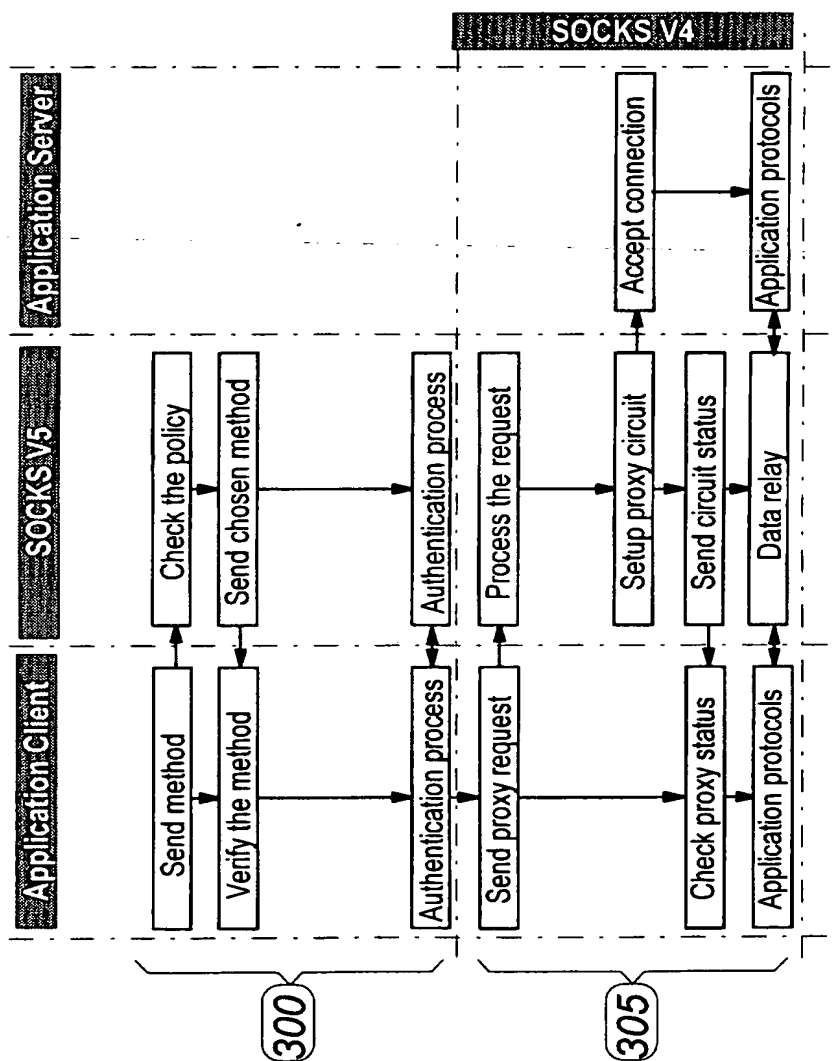 Application Client
SOCKS V5
Application Server
300
Send method
Check the policy
Verify the method
Send chosen method
Authentication process
Authentication process
SOCKS V4
305
Send proxy request
Process the request
Setup proxy circuit
Accept connection
Check proxy status
Send circuit status
Application protocols
Data relay
Application protocols